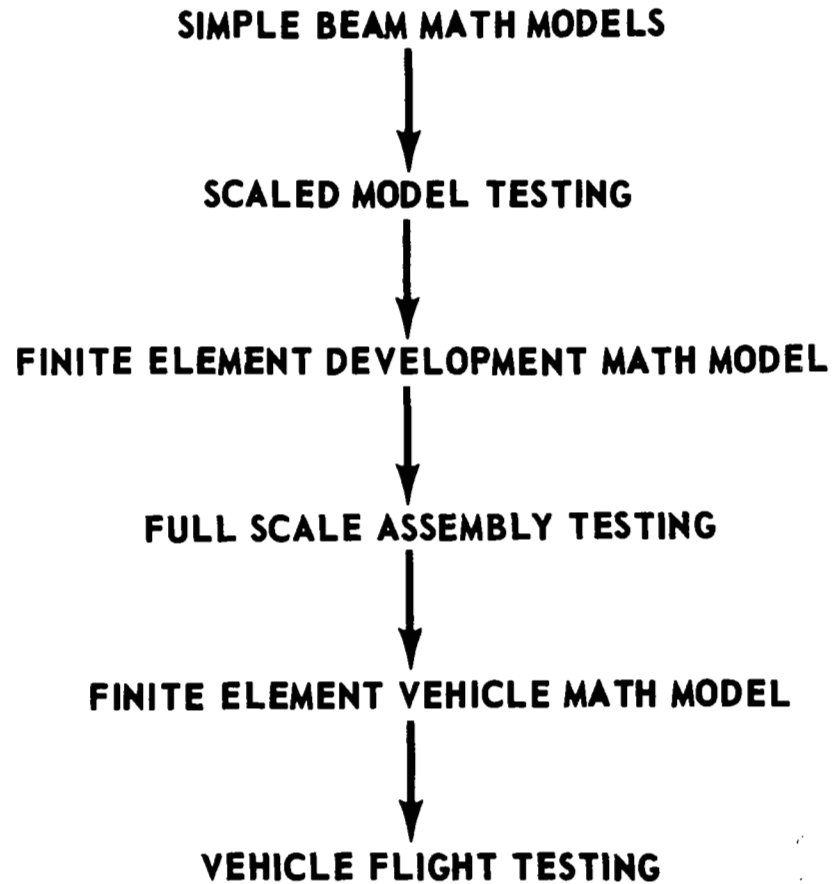 SIMPLE BEAM MATH MODELS
SCALED MODEL TESTING
FINITE ELEMENT DEVELOPMENT MATH MODEL
FULL SCALE ASSEMBLY TESTING
FINITE ELEMENT VEHICLE MATH MODEL
VEHICLE FLIGHT TESTING